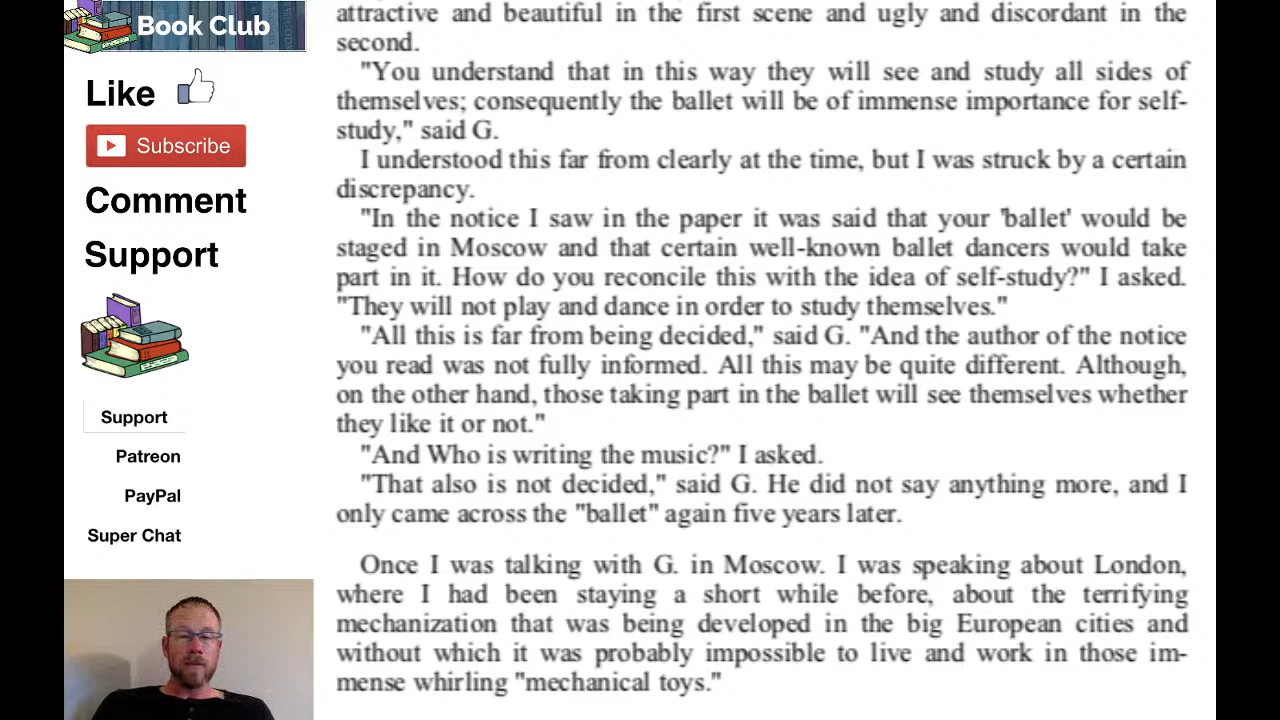 Book Club
Like
Subscribe
Comment
Support
Support
Patreon
PayPal
Super Chat
attractive and beautiful in the first scene and ugly and discordant in the
second.
"You understand that in this way they will see and study all sides of
themselves; consequently the ballet will be of immense importance for self-
study," said G.
I understood this far from clearly at the time, but I was struck by a certain
discrepancy.
"In the notice I saw in the paper it was said that your 'ballet' would be
staged in Moscow and that certain well-known ballet dancers would take
part in it. How do you reconcile this with the idea of self-study?" I asked.
"They will not play and dance in order to study themselves."
"All this is far from being decided," said G. "And the author of the notice
you read was not fully informed. All this may be quite different. Although,
on the other hand, those taking part in the ballet will see themselves whether
they like it or not."
"And Who is writing the music?" I asked.
"That also is not decided," said G. He did not say anything more, and I
only came across the "ballet" again five years later.
Once I was talking with G. in Moscow. I was speaking about London,
where I had been staying a short while before, about the terrifying
mechanization that was being developed in the big European cities and
without which it was probably impossible to live and work in those im-
mense whirling "mechanical toys."